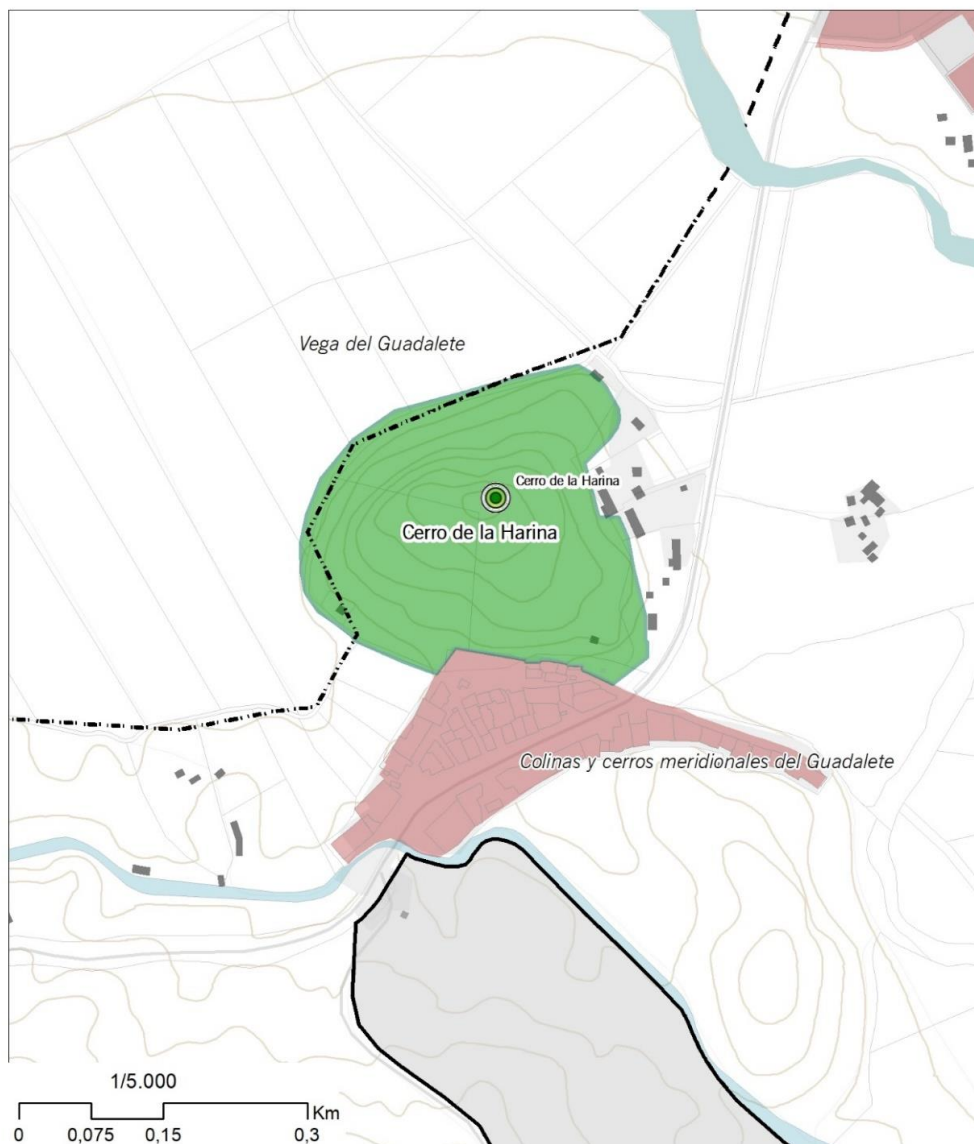 Vega del Guadalete
Cerro de la Harina
Cerro de la Harina
Colinas y cerros meridionales del Guadalete
1/5.000
Km
0 0,075 0,15 0,3